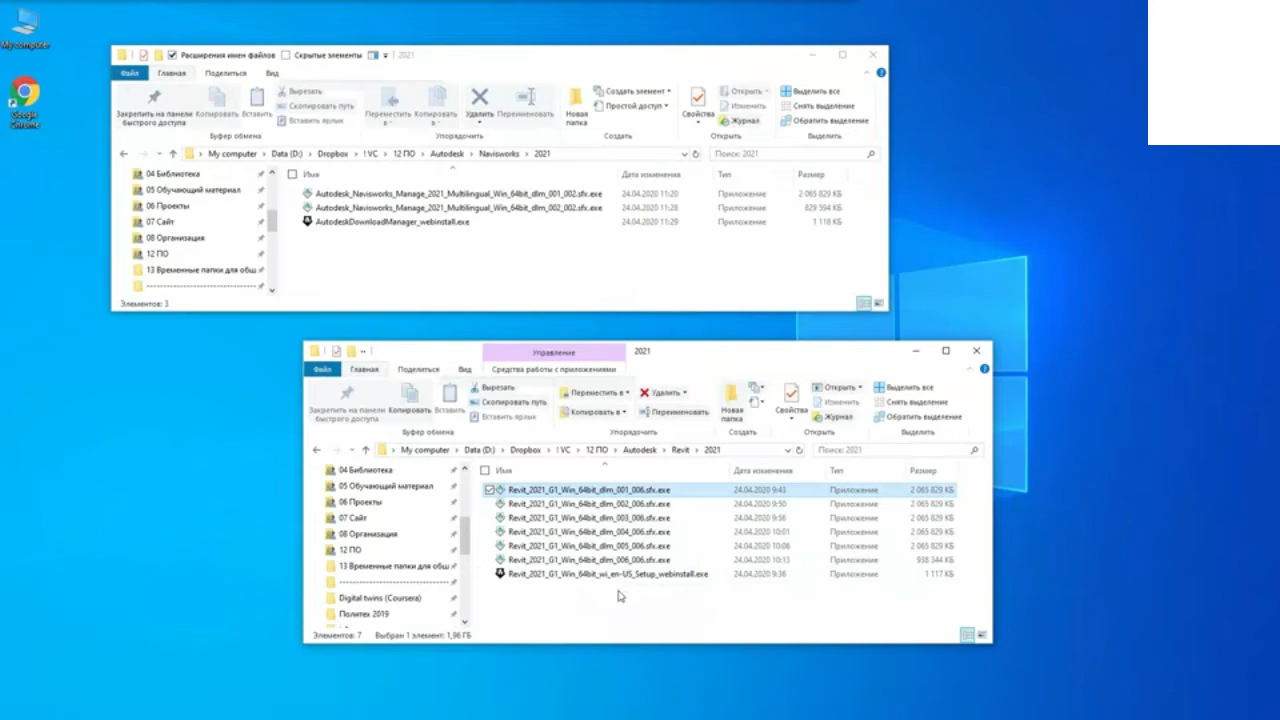 My computer
Google
Chrome
Расширения имен файлов Скрытые элементы 2021
Файл Главная Поделиться Вид
Закрепить на панели быстрого доступа
Копировать
Вставить
Вырезать
Скопировать путь
Вставить ярлык
Буфер обмена
Переместить в
Копировать в
Удалить
Переименовать
Упорядочить
Новая папка
Создать элемент
Простой доступ
Создать
Свойства
Открыть
Изменить
Журнал
Открыть
Выделить все
Снять выделение
Обратить выделение
Выделить
My computer › Data (D:) › Dropbox › ! VC › 12 ПО › Autodesk › Navisworks › 2021
Поиск: 2021
04 Библиотека
05 Обучающий материал
06 Проекты
07 Сайт
08 Организация
12 ПО
13 Временные папки для общ
--------------------------------
Имя Дата изменения Тип Размер
Autodesk_Navisworks_Manage_2021_Multilingual_Win_64bit_dlm_001_002.sfx.exe 24.04.2020 11:20 Приложение 2 065 829 КБ
Autodesk_Navisworks_Manage_2021_Multilingual_Win_64bit_dlm_002_002.sfx.exe 24.04.2020 11:28 Приложение 829 594 КБ
AutodeskDownloadManager_webinstall.exe 24.04.2020 11:29 Приложение 1 118 КБ
Элементов: 3
Управление 2021
Файл Главная Поделиться Вид Средства работы с приложениями
Закрепить на панели быстрого доступа
Копировать
Вставить
Вырезать
Скопировать путь
Вставить ярлык
Буфер обмена
Переместить в
Копировать в
Удалить
Переименовать
Упорядочить
Новая папка
Создать
Свойства
Открыть
Изменить
Журнал
Открыть
Выделить все
Снять выделение
Обратить выделение
Выделить
My computer › Data (D:) › Dropbox › ! VC › 12 ПО › Autodesk › Revit › 2021
Поиск: 2021
04 Библиотека
05 Обучающий материал
06 Проекты
07 Сайт
08 Организация
12 ПО
13 Временные папки для общ
--------------------------------
Digital twins (Coursera)
Политех 2019
Имя Дата изменения Тип Размер
Revit_2021_G1_Win_64bit_dlm_001_006.sfx.exe 24.04.2020 9:43 Приложение 2 065 829 КБ
Revit_2021_G1_Win_64bit_dlm_002_006.sfx.exe 24.04.2020 9:50 Приложение 2 065 829 КБ
Revit_2021_G1_Win_64bit_dlm_003_006.sfx.exe 24.04.2020 9:56 Приложение 2 065 829 КБ
Revit_2021_G1_Win_64bit_dlm_004_006.sfx.exe 24.04.2020 10:01 Приложение 2 065 829 КБ
Revit_2021_G1_Win_64bit_dlm_005_006.sfx.exe 24.04.2020 10:06 Приложение 2 065 829 КБ
Revit_2021_G1_Win_64bit_dlm_006_006.sfx.exe 24.04.2020 10:13 Приложение 938 344 КБ
Revit_2021_G1_Win_64bit_wi_en-US_Setup_webinstall.exe 24.04.2020 9:36 Приложение 1 117 КБ
Элементов: 7 Выбран 1 элемент: 1,96 ГБ